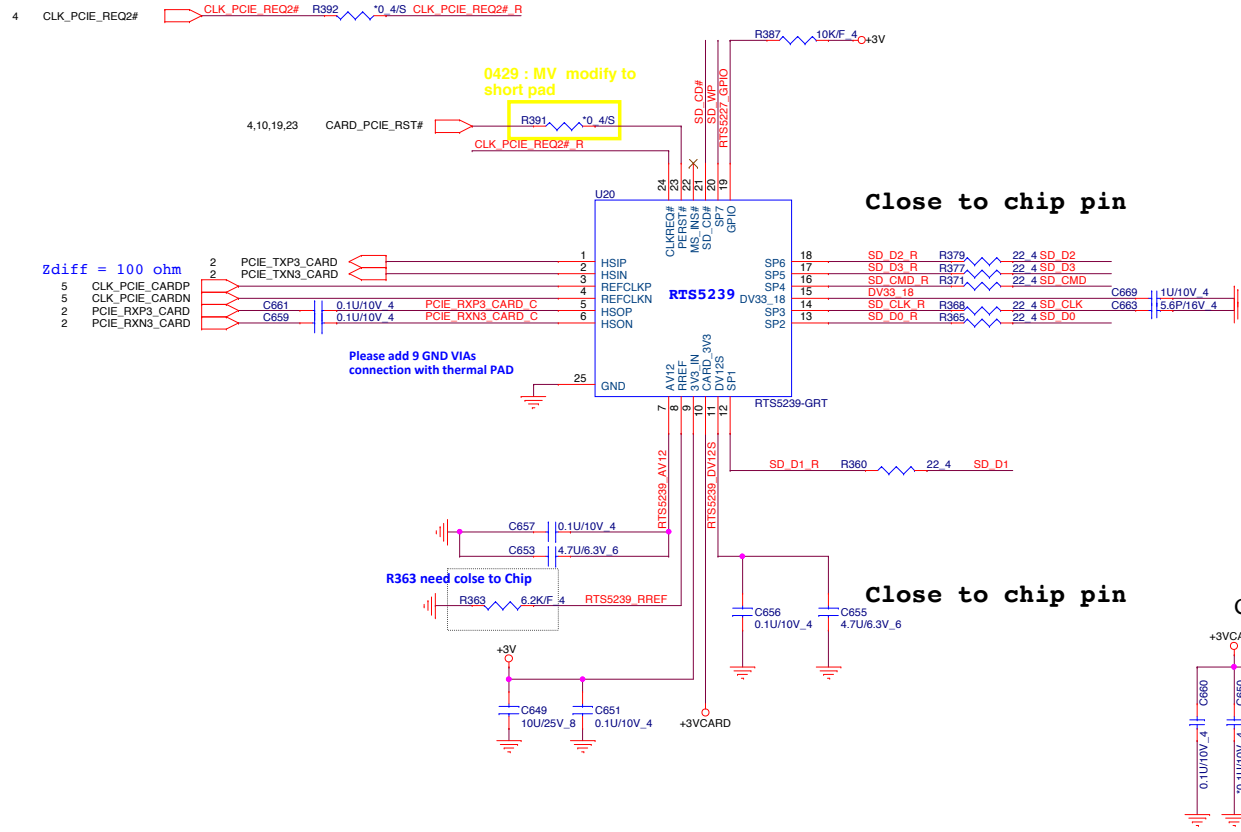 4 CLK_PCIE_REQ2# CLK_PCIE_REQ2# R392 *0_4/S CLK_PCIE_REQ2#_R
R387 10K/F_4 +3V
0429 : MV modify to
short pad
SD_CD#
SD_WP
RTS5227_GPIO
4,10,19,23 CARD_PCIE_RST# R391 *0_4/S
CLK_PCIE_REQ2#_R
24 23 22 21 20 19
U20
CLKREQ# PERST# MS_INS# SD_CD# SP7 GPIO
Close to chip pin
Zdiff = 100 ohm
2 PCIE_TXP3_CARD 1 HSIP
2 PCIE_TXN3_CARD 2 HSIN
5 CLK_PCIE_CARDP 3 REFCLKP
5 CLK_PCIE_CARDN 4 REFCLKN
2 PCIE_RXP3_CARD C661 0.1U/10V_4 PCIE_RXP3_CARD_C 5 HSOP
2 PCIE_RXN3_CARD C659 0.1U/10V_4 PCIE_RXN3_CARD_C 6 HSON
RTS5239
SP6 18 SD_D2_R R379 22_4 SD_D2
SP5 17 SD_D3_R R377 22_4 SD_D3
SP4 16 SD_CMD_R R371 22_4 SD_CMD
DV33_18 15 DV33_18 C669 1U/10V_4
SP3 14 SD_CLK_R R368 22_4 SD_CLK C663 5.6P/16V_4
SP2 13 SD_D0_R R365 22_4 SD_D0
Please add 9 GND VIAs
connection with thermal PAD
25 GND
AV12 RREF 3V3_IN CARD_3V3 DV12S SP1
7 8 9 10 11 12
RTS5239-GRT
RTS5239_AV12
RTS5239_DV12S
SD_D1_R R360 22_4 SD_D1
C657 0.1U/10V_4
C653 4.7U/6.3V_6
R363 need colse to Chip
R363 6.2K/F_4 RTS5239_RREF
C656
0.1U/10V_4
C655
4.7U/6.3V_6
Close to chip pin
+3V
C649
10U/25V_8
C651
0.1U/10V_4
+3VCARD
C660
0.1U/10V_4